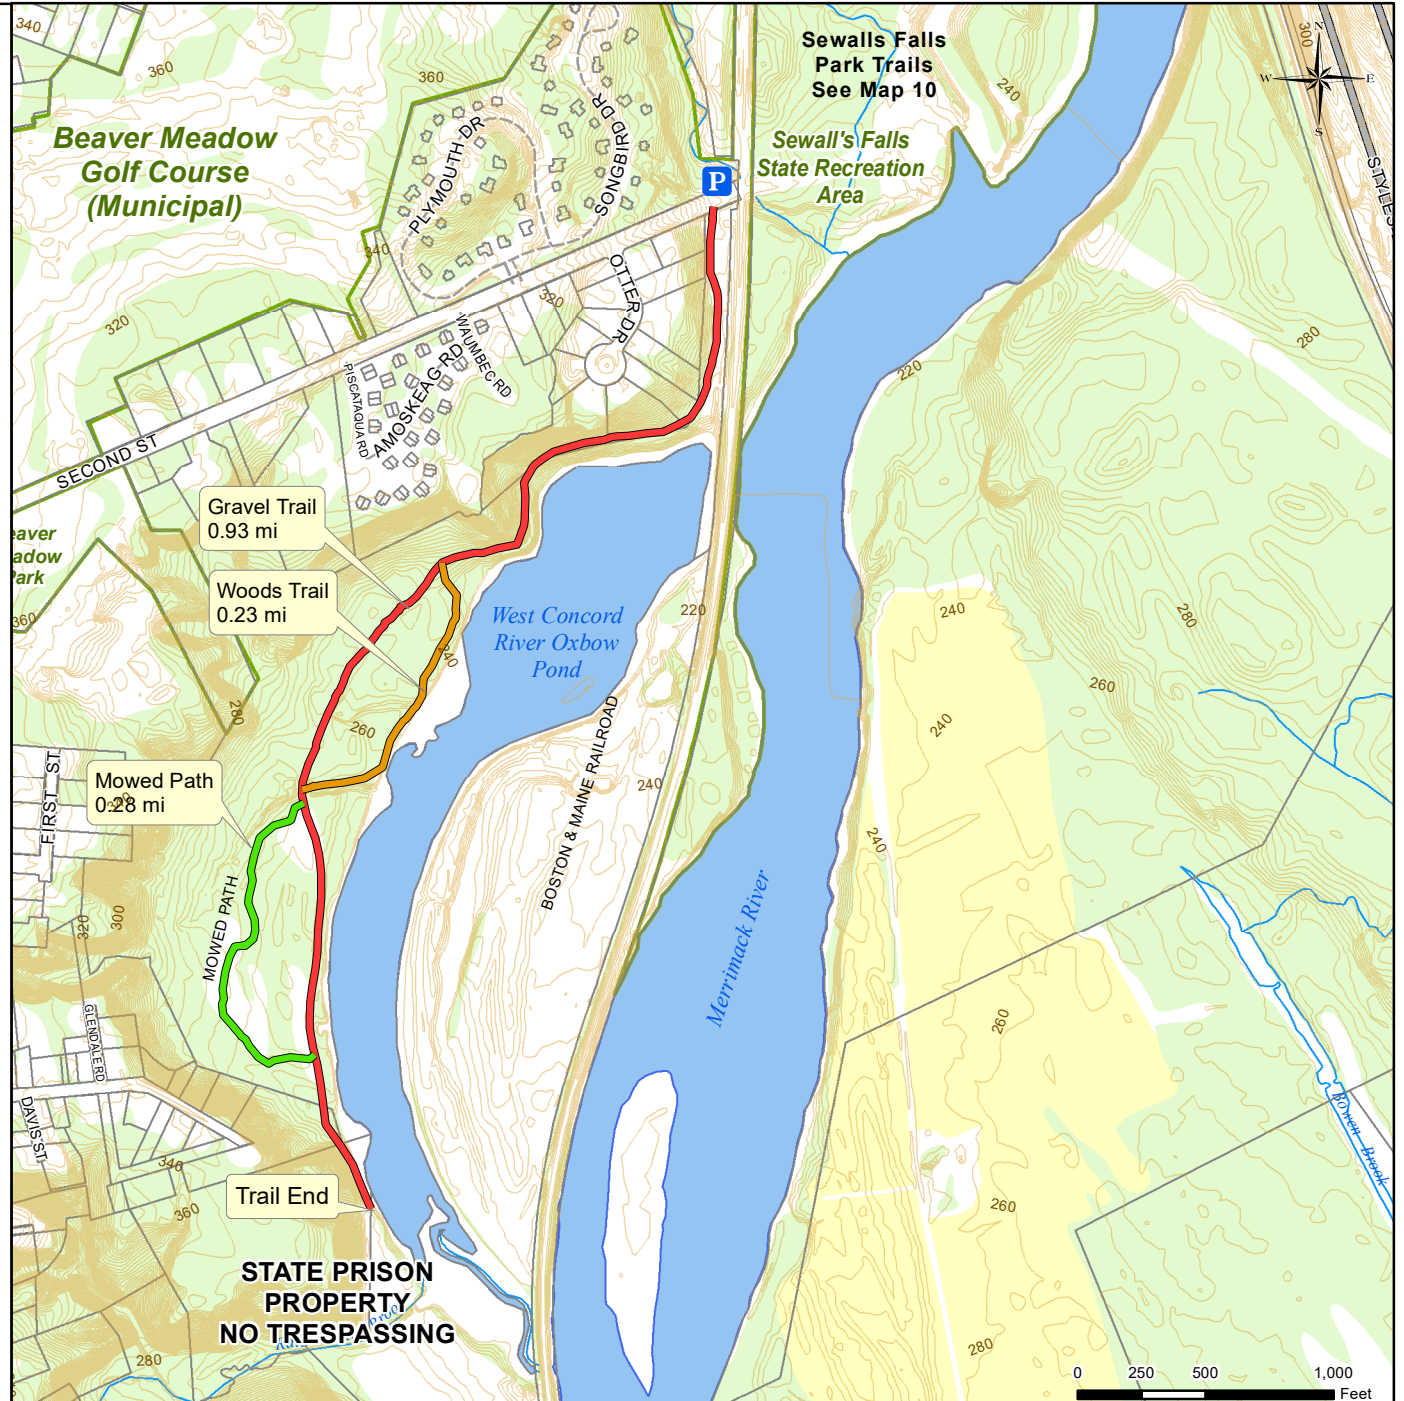 340
360
360
Sewalls Falls
Park Trails
See Map 10
240
300
N
W
E
S
STYLES
Beaver Meadow
Golf Course
(Municipal)
PLYMOUTH DR
SONGBIRD DR
Sewall's Falls
State Recreation
Area
P
340
320
320
OTTER DR
WAUMBEC RD
PISCATAQUA RD
AMOSKEAG RD
220
280
SECOND ST
Gravel Trail
0.93 mi
eaver
adow
Park
360
Woods Trail
0.23 mi
West Concord
River Oxbow
Pond
220
240
240
280
260
280
260
240
Mowed Path
0.28 mi
FIRST ST
BOSTON & MAINE RAILROAD
240
240
MOWED PATH
320
300
Merrimack River
260
GLENDALE RD
DAVIS ST
Bowen Brook
340
360
Trail End
260
STATE PRISON
PROPERTY
NO TRESPASSING
280
280
0
250
500
1,000
Feet